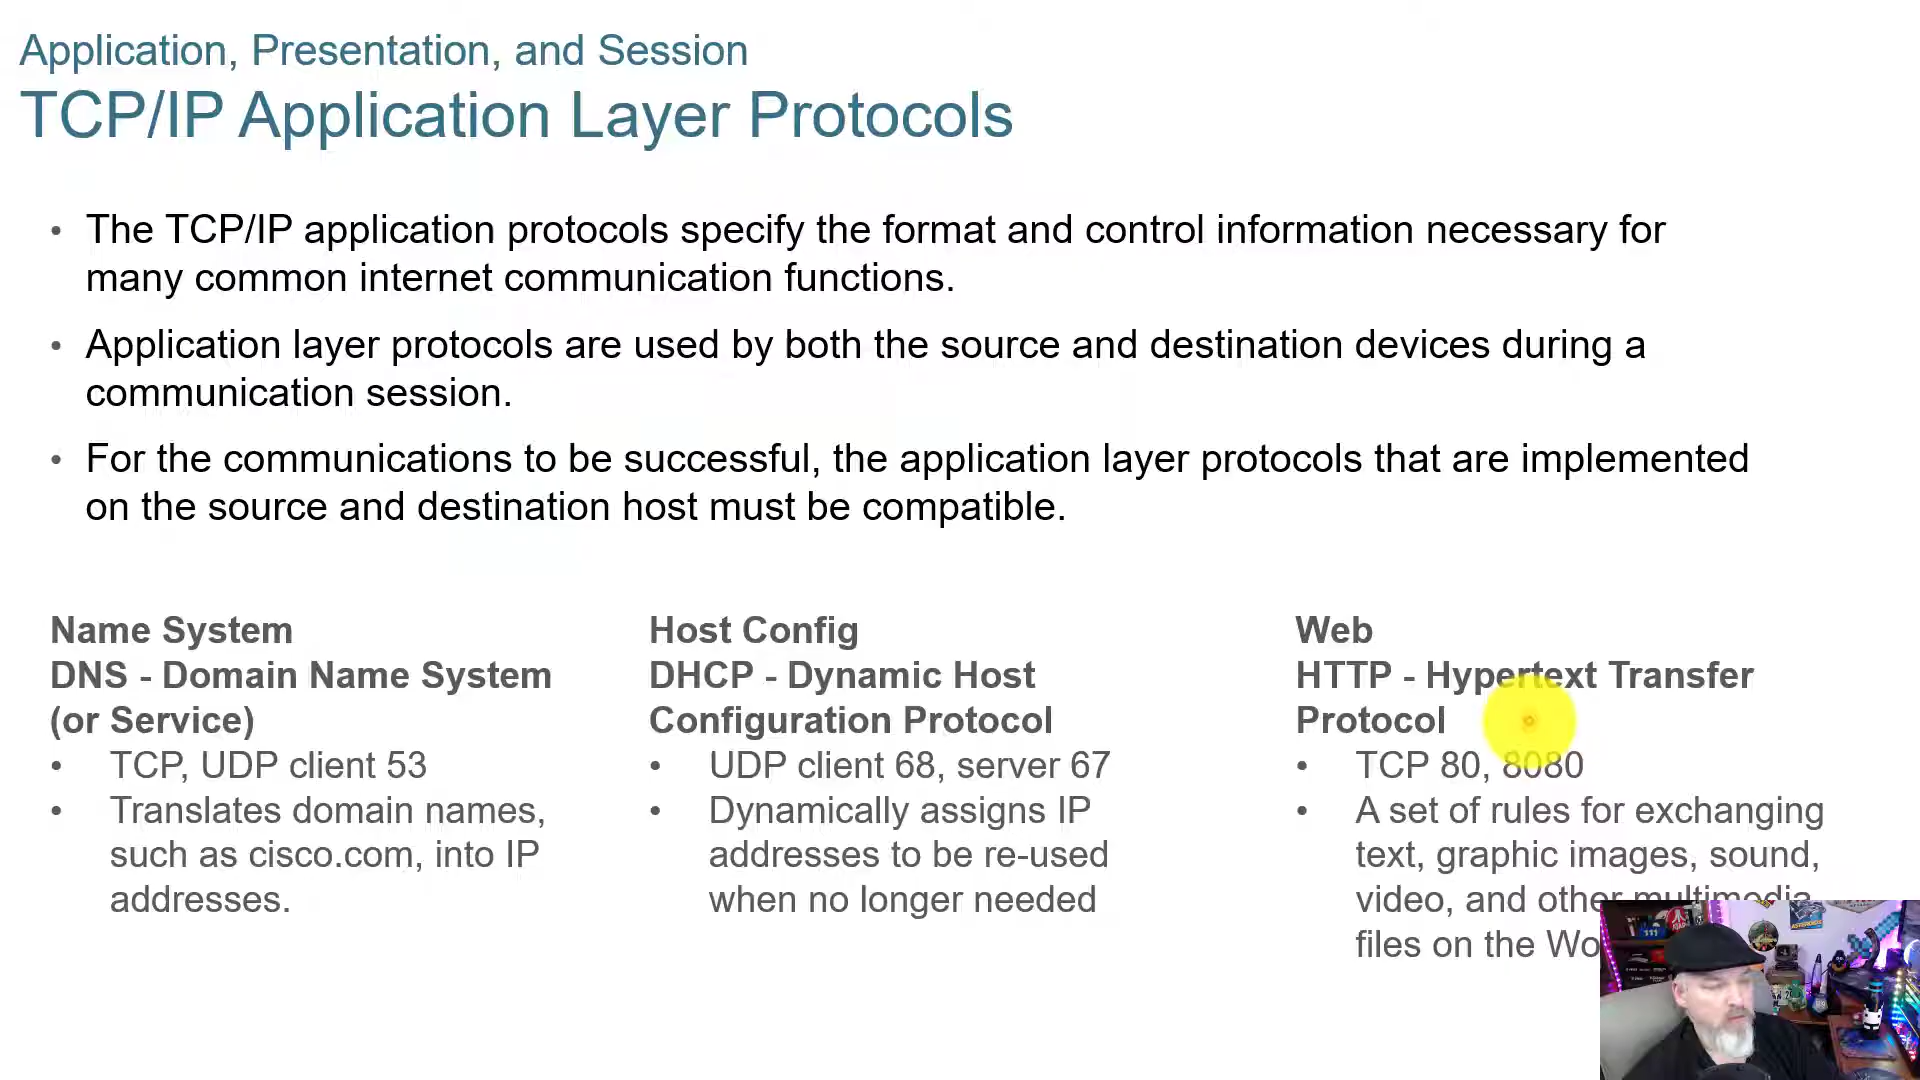 Application, Presentation, and Session
TCP/IP Application Layer Protocols
• The TCP/IP application protocols specify the format and control information necessary for
many common internet communication functions.
• Application layer protocols are used by both the source and destination devices during a
communication session.
• For the communications to be successful, the application layer protocols that are implemented
on the source and destination host must be compatible.
Name System
DNS - Domain Name System
(or Service)
• TCP, UDP client 53
• Translates domain names,
such as cisco.com, into IP
addresses.
Host Config
DHCP - Dynamic Host
Configuration Protocol
• UDP client 68, server 67
• Dynamically assigns IP
addresses to be re-used
when no longer needed
Web
HTTP - Hypertext Transfer
Protocol
• TCP 80, 8080
• A set of rules for exchanging
text, graphic images, sound,
video, and other multimedia
files on the